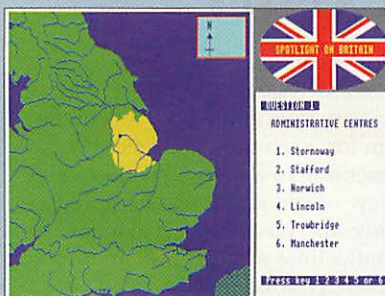 N
SPOTLIGHT ON BRITAIN
QUESTION 1
ADMINISTRATIVE CENTRES
1. Stornoway
2. Stafford
3. Norwich
4. Lincoln
5. Trowbridge
6. Manchester
Press key 1 2 3 4 5 or 6